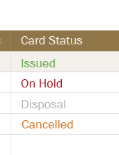 Card Status
Issued
On Hold
Disposal
Cancelled